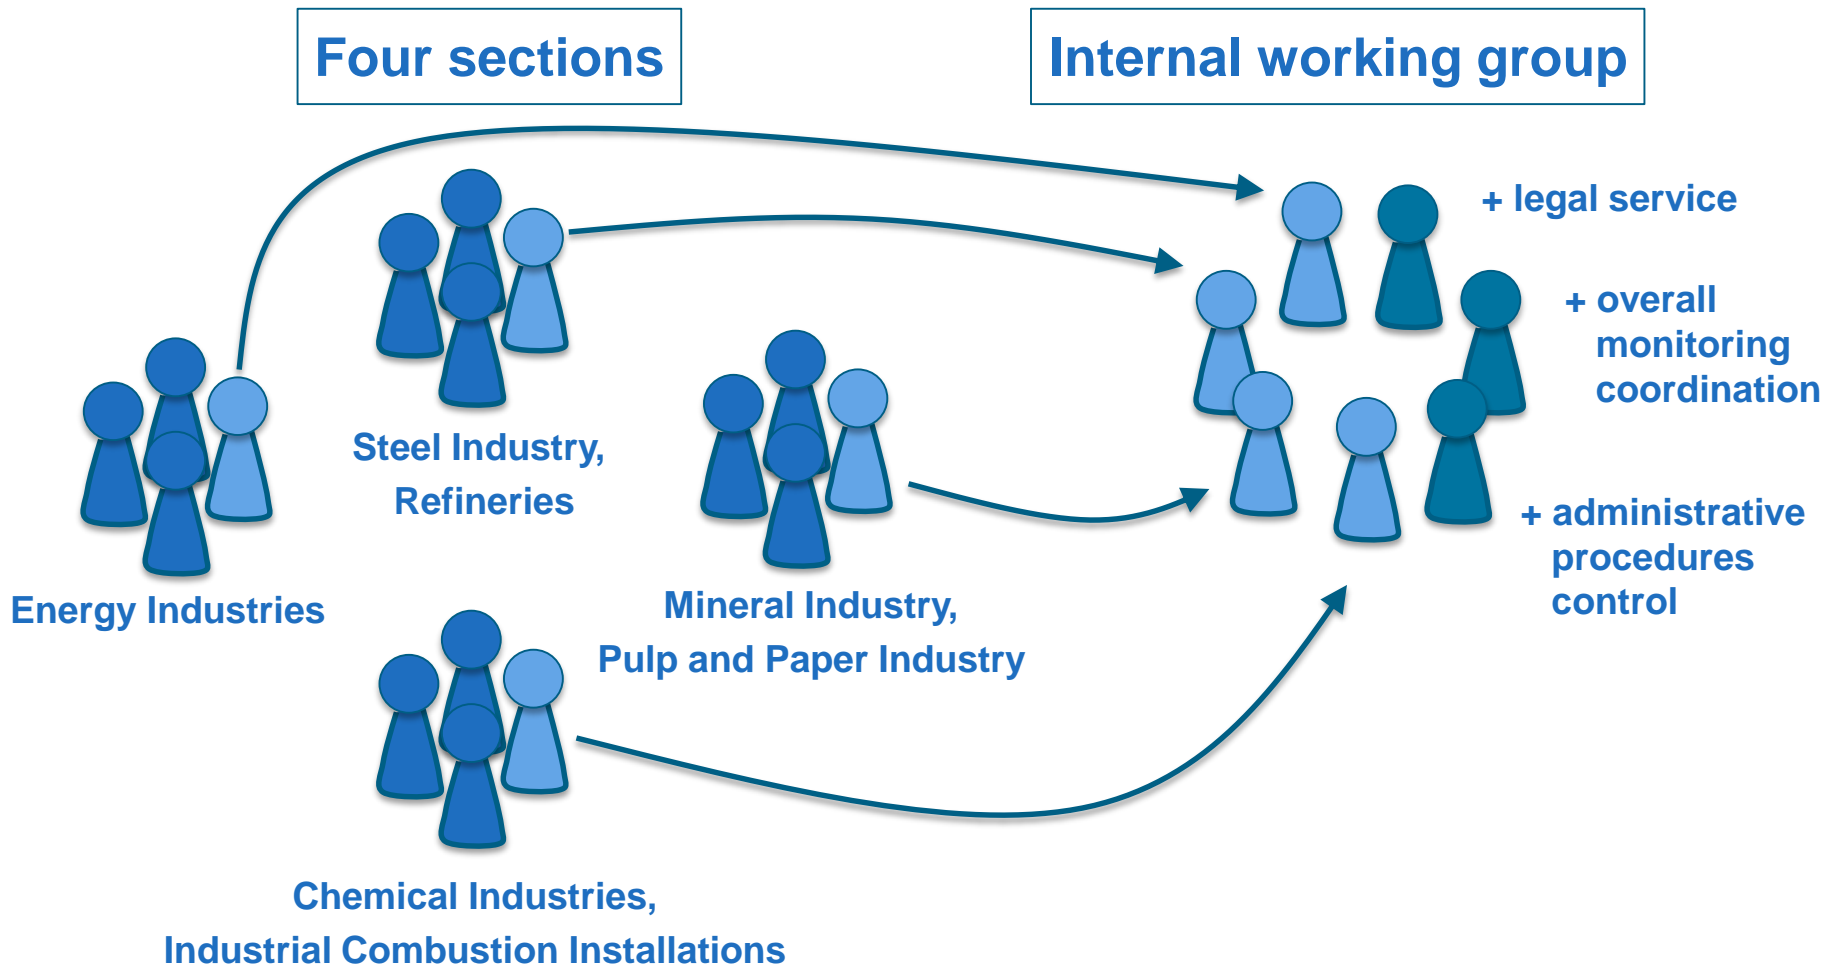 Four sections
Internal working group
+ legal service
+ overall
monitoring
coordination
+ administrative
procedures
control
Steel Industry,
Refineries
Energy Industries
Mineral Industry,
Pulp and Paper Industry
Chemical Industries,
Industrial Combustion Installations